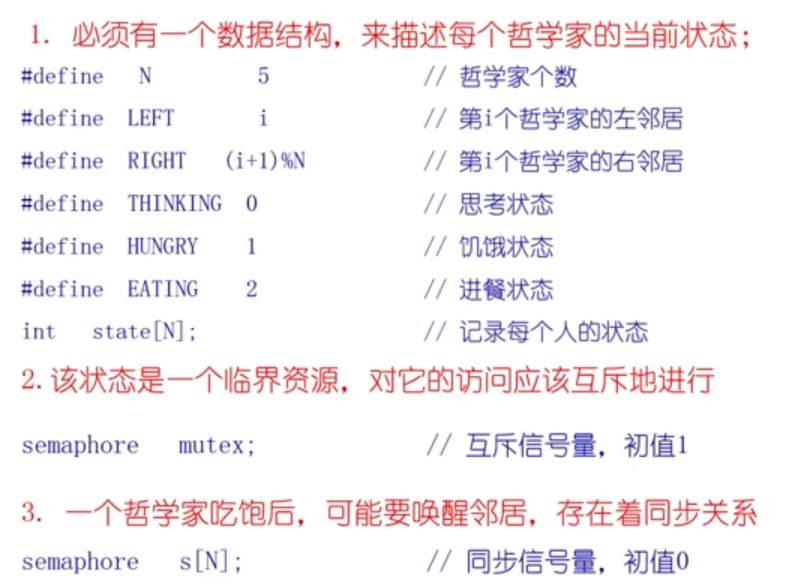 1. 必须有一个数据结构，来描述每个哲学家的当前状态；
#define N 5 // 哲学家个数
#define LEFT i // 第i个哲学家的左邻居
#define RIGHT (i+1)%N // 第i个哲学家的右邻居
#define THINKING 0 // 思考状态
#define HUNGRY 1 // 饥饿状态
#define EATING 2 // 进餐状态
int state[N]; // 记录每个人的状态
2.该状态是一个临界资源，对它的访问应该互斥地进行
semaphore mutex; // 互斥信号量，初值1
3. 一个哲学家吃饱后，可能要唤醒邻居，存在着同步关系
semaphore s[N]; // 同步信号量，初值0